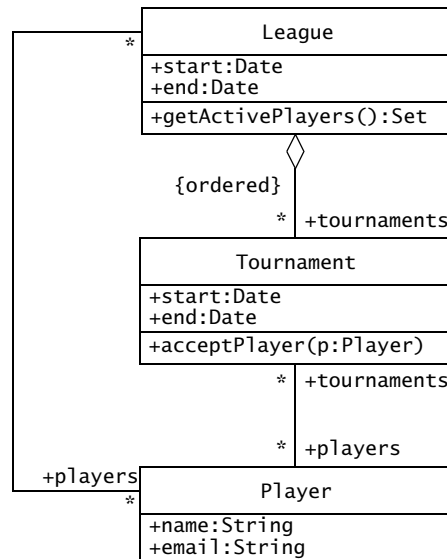 League
*
+start:Date
+end:Date
+getActivePlayers():Set
{ordered}
* +tournaments
Tournament
+start:Date
+end:Date
+acceptPlayer(p:Player)
* +tournaments
* +players
+players
*
Player
+name:String
+email:String